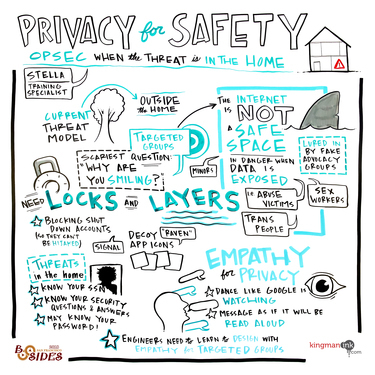 PRIVACY for SAFETY
OPSEC WHEN THE THREAT is IN THE HOME
STELLA
TRAINING
SPECIALIST
CURRENT
THREAT
MODEL
OUTSIDE
the HOME
TARGETED
GROUPS
SCARIEST QUESTION:
WHY ARE
YOU SMILING?
MINORS
THE INTERNET
is NOT
A SAFE
SPACE
IN DANGER WHEN
DATA is
EXPOSED
LURED IN
BY FAKE
ADVOCACY
GROUPS
ABUSE
VICTIMS
SEX
WORKERS
TRANS
PEOPLE
NEED LOCKS AND LAYERS
BLOCKING SHUT
DOWN ACCOUNTS
(SO THEY CAN'T
BE HIJACKED)
SIGNAL
DECOY "RAVEN"
APP ICONS
THREATS
in the home
KNOW YOUR SSN
KNOW YOUR SECURITY
QUESTIONS & ANSWERS
MAY KNOW YOUR
PASSWORD!
EMPATHY
for PRIVACY
DANCE LIKE GOOGLE is
WATCHING
MESSAGE AS IF IT WILL BE
READ ALOUD
ENGINEERS NEED to LEARN to DESIGN WITH
EMPATHY for TARGETED GROUPS
BSIDES
kingmanink.com